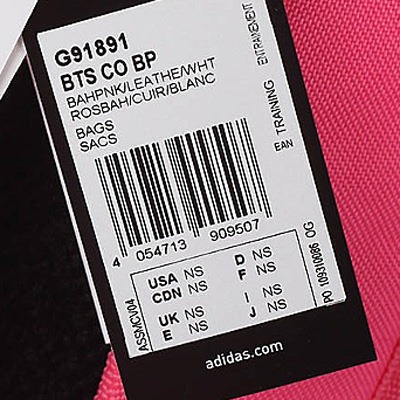 G91891
BTS CO BP
BAHPNK/LEATHE/WHT
ROSBAH/CUIR/BLANC
BAGS
SACS
ENTRAINEMENT
TRAINING
EAN
4 054713 909507
USA NS D NS
CDN NS F NS
UK NS I NS
E NS J NS
ASSMCV04
PO 109310086 OG
adidas.com